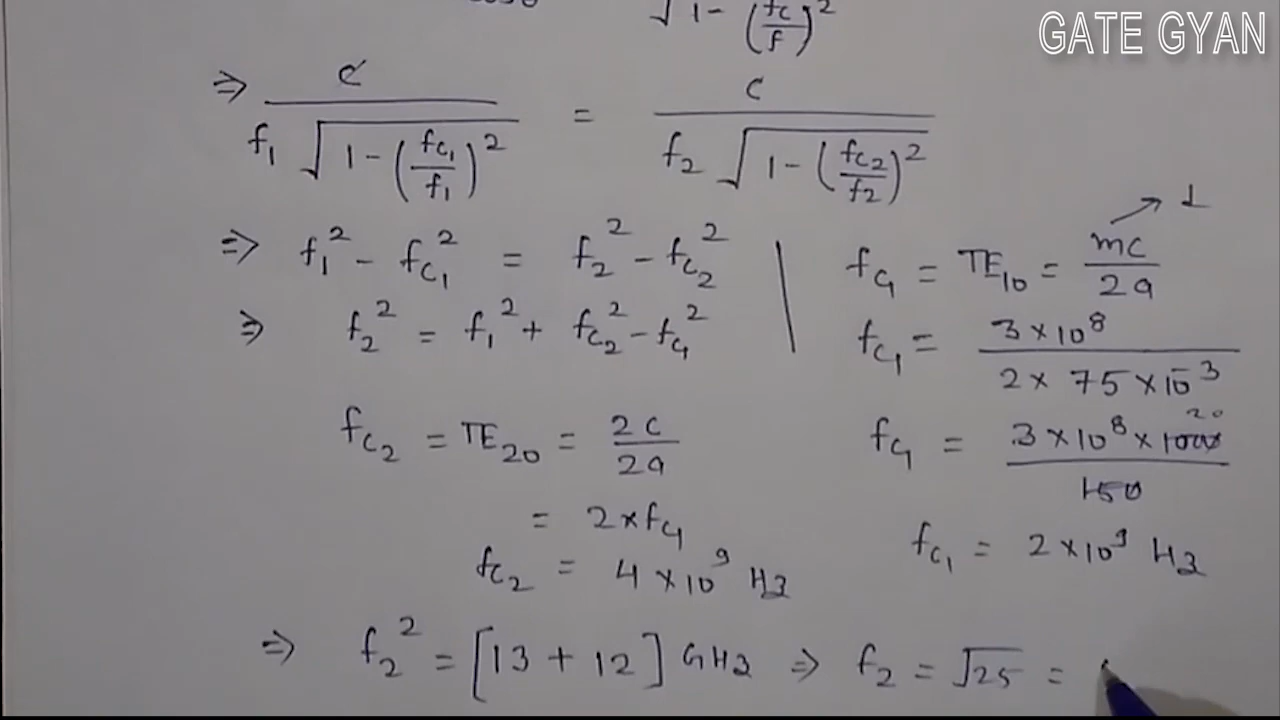 √1 - (fc/f)²
GATE GYAN
⇒ c / f₁ √1 - (fc₁/f₁)² = c / f₂ √1 - (fc₂/f₂)²
⇒ f₁² - fc₁² = f₂² - fc₂²
⇒ f₂² = f₁² + fc₂² - fc₁²
fc₂ = TE₂₀ = 2c/2a
= 2×fc₁
fc₂ = 4×10⁹ Hz
fc₁ = TE₁₀ = mc/2a → 1
fc₁ = 3×10⁸ / 2× 75×10⁻³
fc₁ = 3×10⁸×1000 20 / 150
fc₁ = 2×10⁹ Hz
⇒ f₂² = [13 + 12] GHz ⇒ f₂ = √25 =